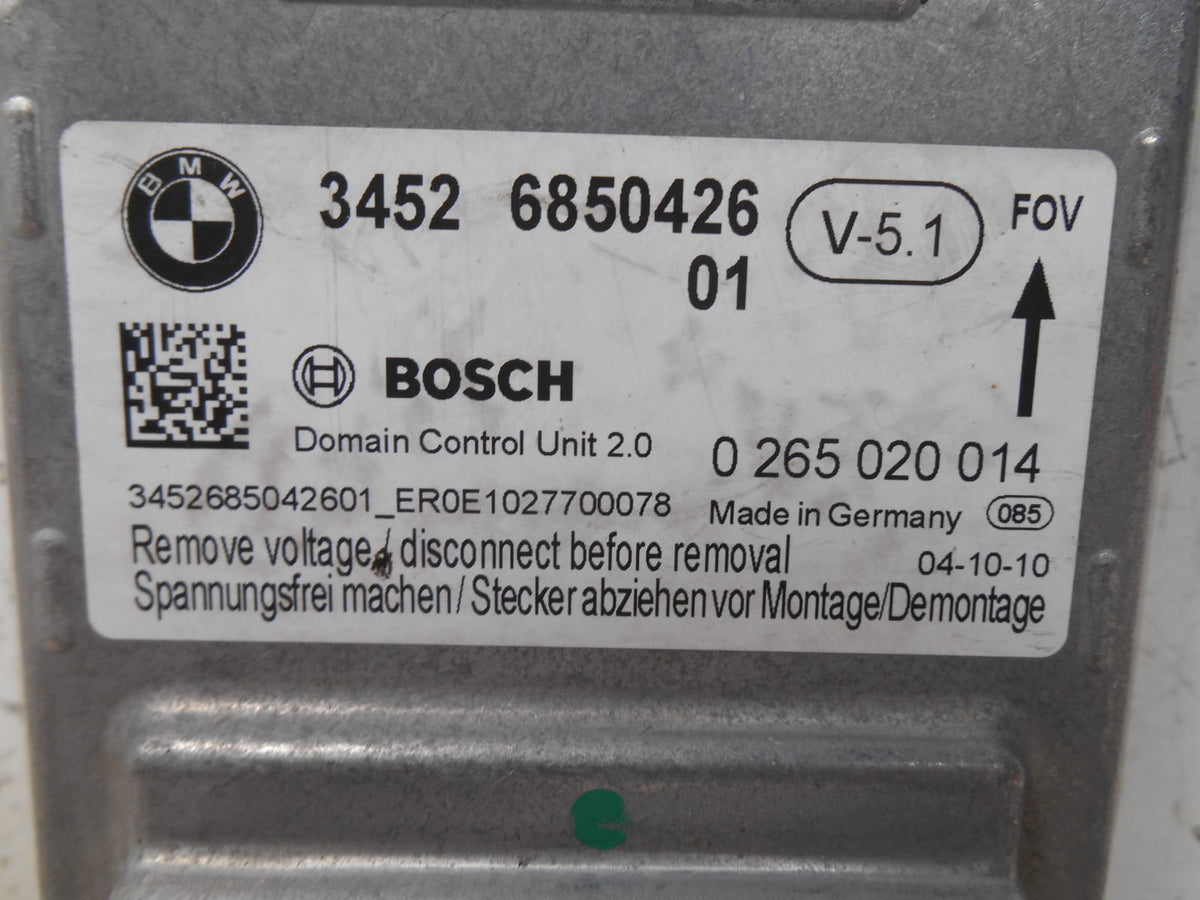 BMW
3452 6850426
01
V-5.1
FOV
BOSCH
Domain Control Unit 2.0
0 265 020 014
3452685042601_ER0E1027700078
Made in Germany
085
Remove voltage/ disconnect before removal
04-10-10
Spannungsfrei machen/ Stecker abziehen vor Montage/Demontage